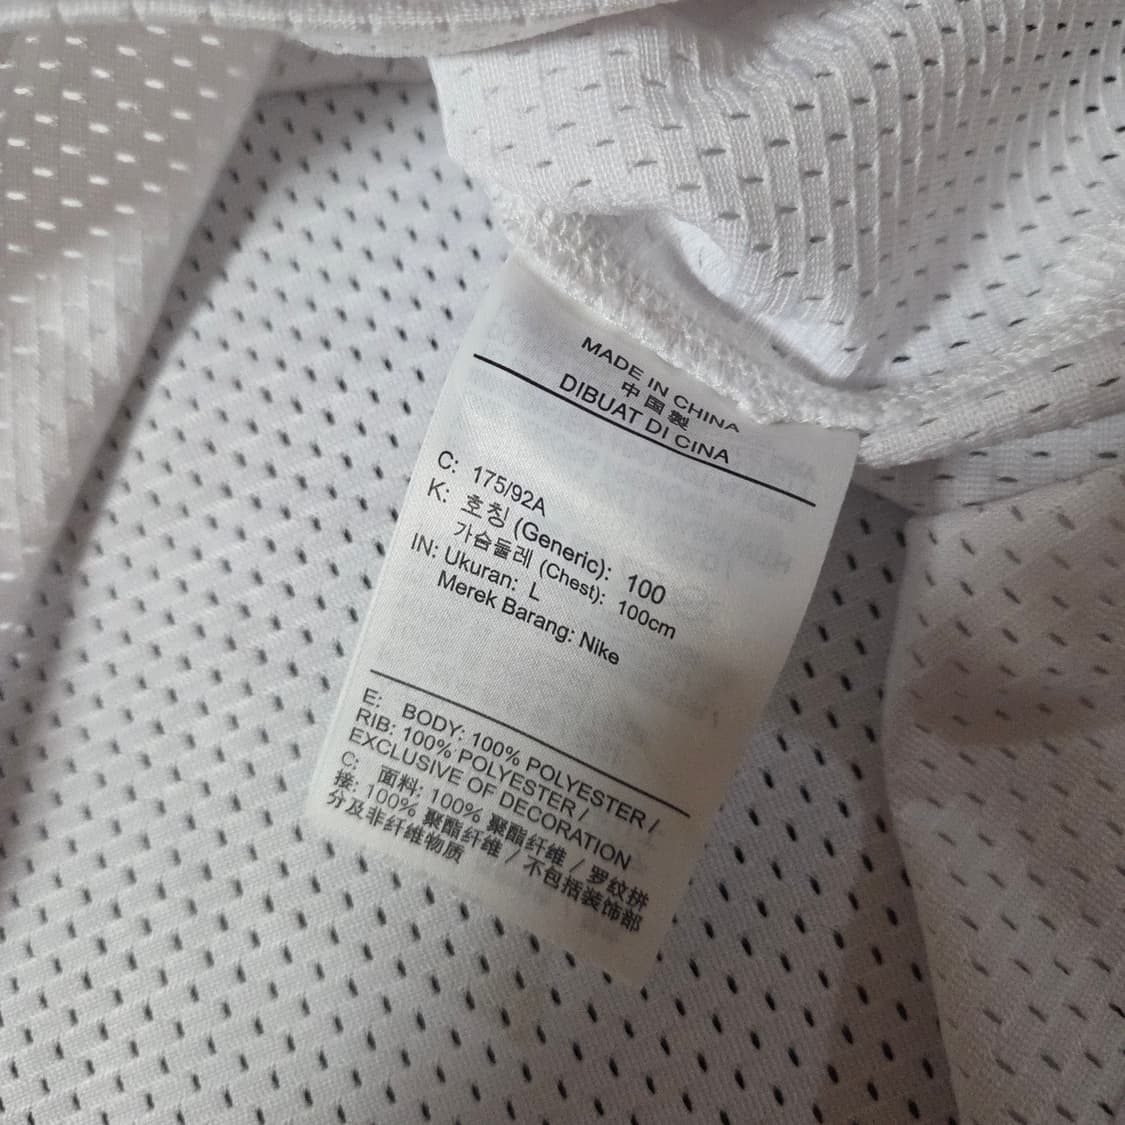 MADE IN CHINA
中国製
DIBUAT DI CINA
C: 175/92A
K: 호칭 (Generic): 100
가슴둘레 (Chest): 100cm
IN: Ukuran: L
Merek Barang: Nike
E: BODY: 100% POLYESTER /
RIB: 100% POLYESTER /
EXCLUSIVE OF DECORATION
C: 面料: 100% 聚酯纤维 / 罗纹拼
接: 100% 聚酯纤维 / 不包括装饰部
分及非纤维物质